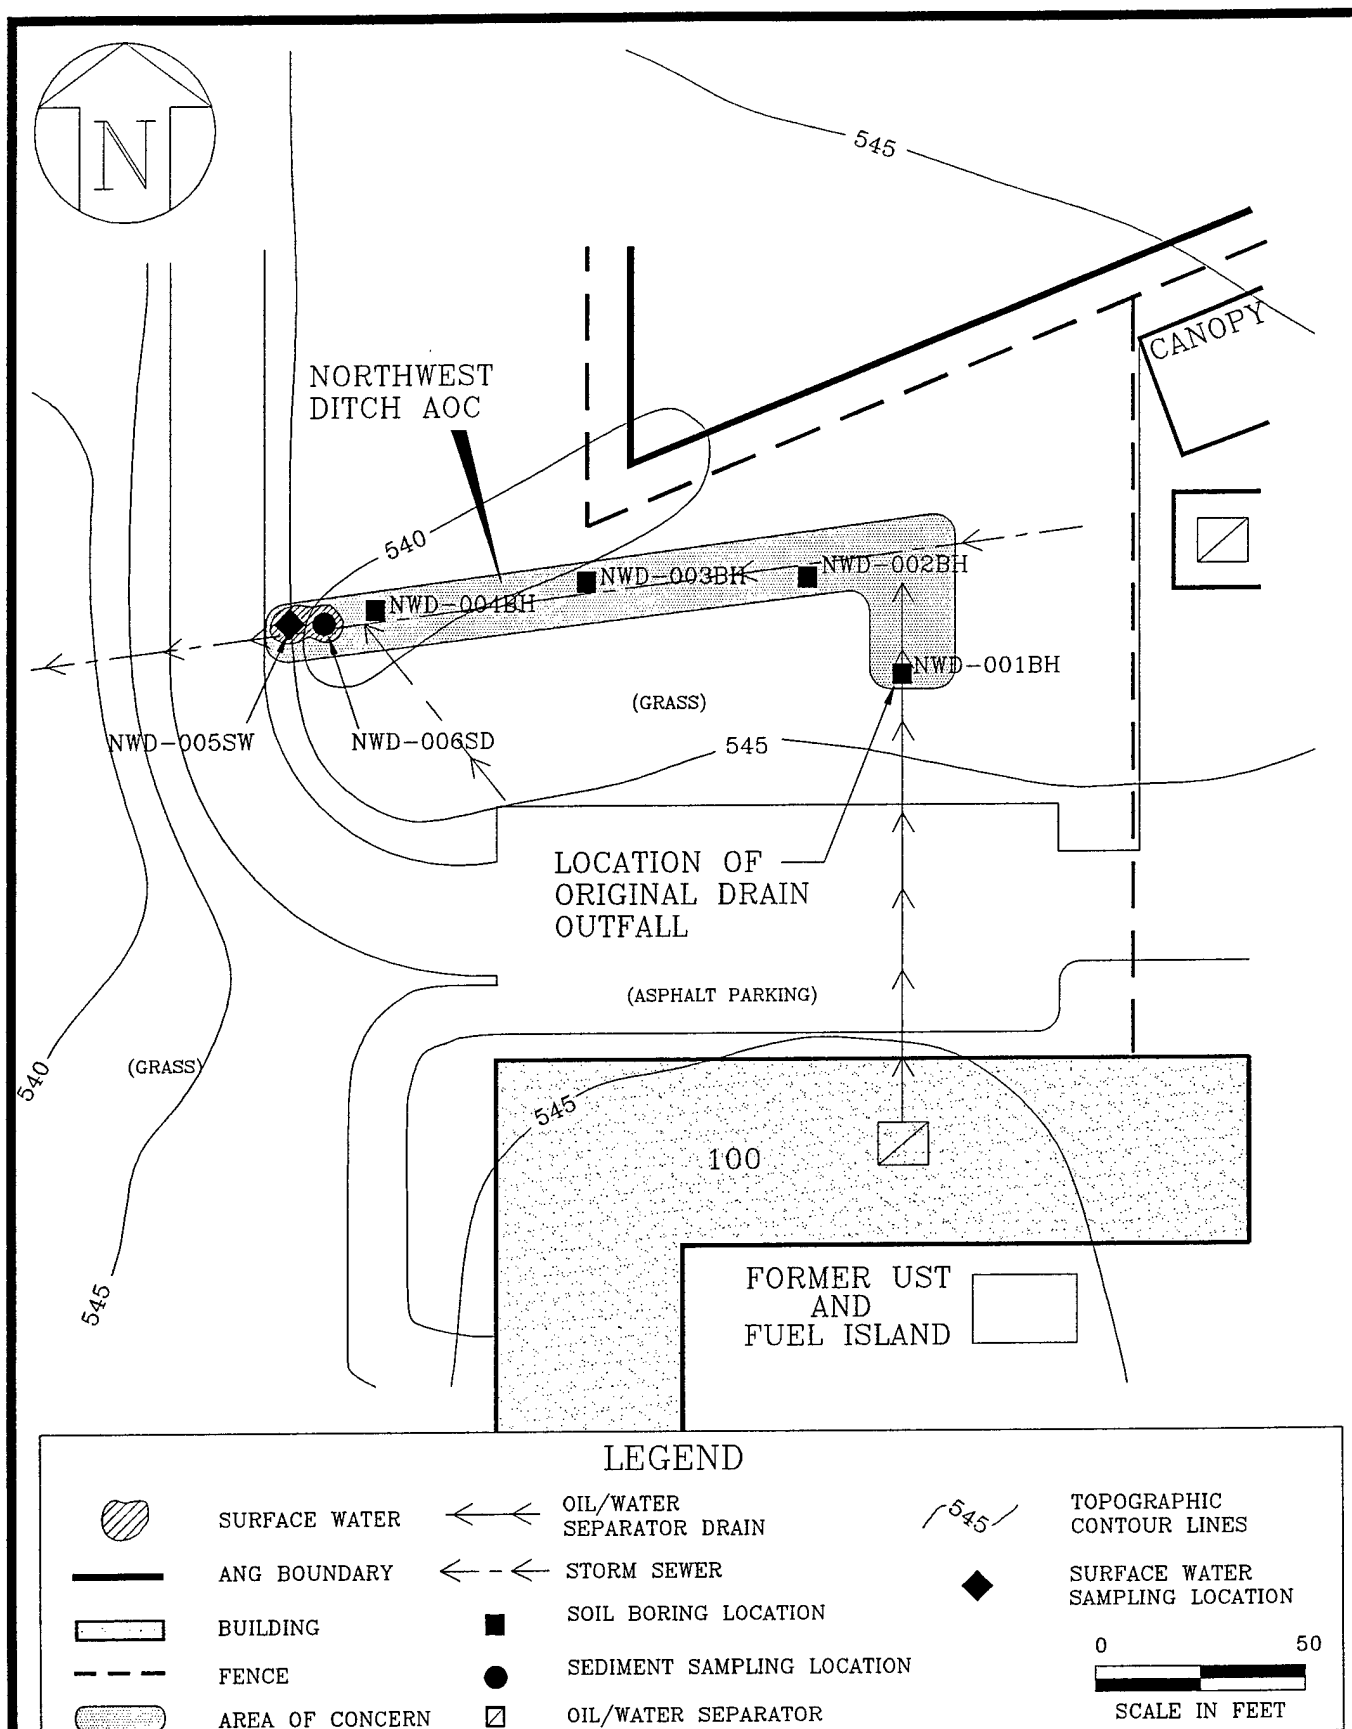 N
545
CANOPY
NORTHWEST
DITCH AOC
540
NWD-002BH
NWD-003BH
NWD-004BH
NWD-001BH
(GRASS)
NWD-005SW
NWD-006SD
545
LOCATION OF
ORIGINAL DRAIN
OUTFALL
(ASPHALT PARKING)
(GRASS)
540
545
545
100
FORMER UST
AND
FUEL ISLAND
LEGEND
SURFACE WATER
ANG BOUNDARY
BUILDING
FENCE
AREA OF CONCERN
OIL/WATER
SEPARATOR DRAIN
STORM SEWER
SOIL BORING LOCATION
SEDIMENT SAMPLING LOCATION
OIL/WATER SEPARATOR
545
TOPOGRAPHIC
CONTOUR LINES
SURFACE WATER
SAMPLING LOCATION
0 50
SCALE IN FEET